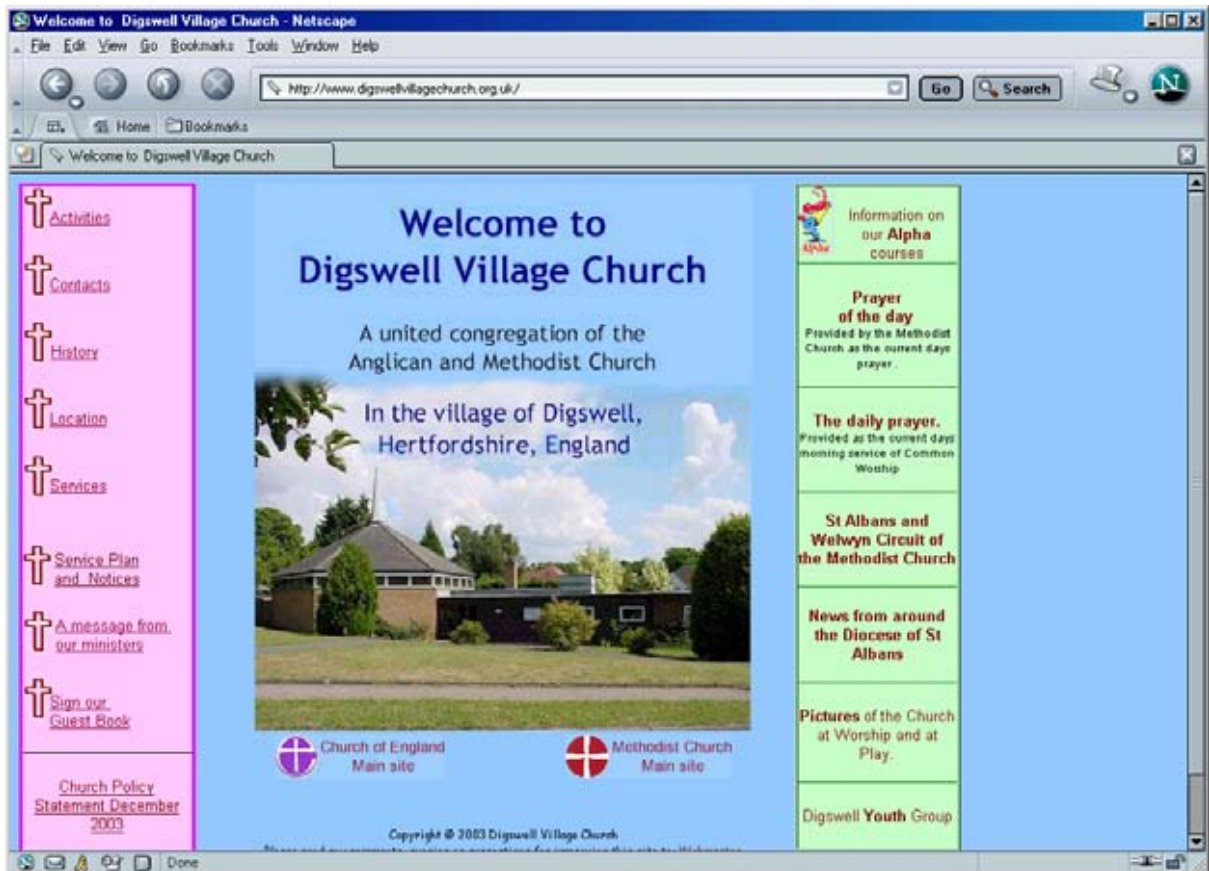 Welcome to Digswell Village Church - Netscape
File Edit View Go Bookmarks Tools Window Help
http://www.digswellvillagechurch.org.uk/
Go
Search
N
Home
Bookmarks
Welcome to Digswell Village Church
Activities
Contacts
History
Location
Services
Service Plan
and Notices
A message from
our ministers
Sign our
Guest Book
Church Policy
Statement December
2003
Welcome to
Digswell Village Church
A united congregation of the
Anglican and Methodist Church
In the village of Digswell,
Hertfordshire, England
Church of England
Main site
Methodist Church
Main site
Copyright © 2003 Digswell Village Church
Alpha
Information on
our Alpha
courses
Prayer
of the day
Provided by the Methodist
Church as the current days
prayer .
The daily prayer.
Provided as the current days
morning service of Common
Worship
St Albans and
Welwyn Circuit of
the Methodist Church
News from around
the Diocese of St
Albans
Pictures of the Church
at Worship and at
Play.
Digswell Youth Group
Done